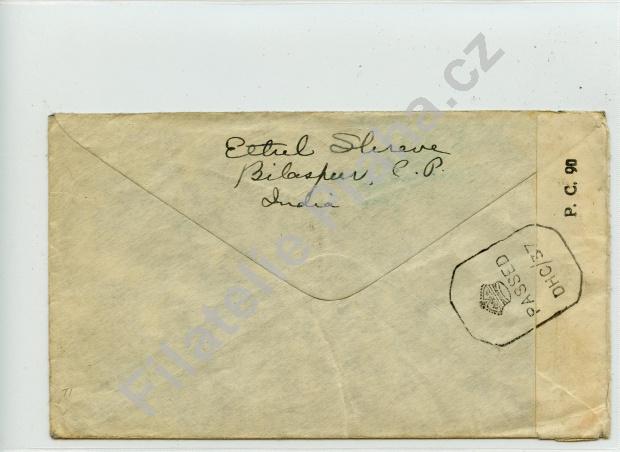 Ethel Shreve
Bilaspur, C.P.
India
P. C. 90
PASSED
DHC/37
Filatelie Praha.cz